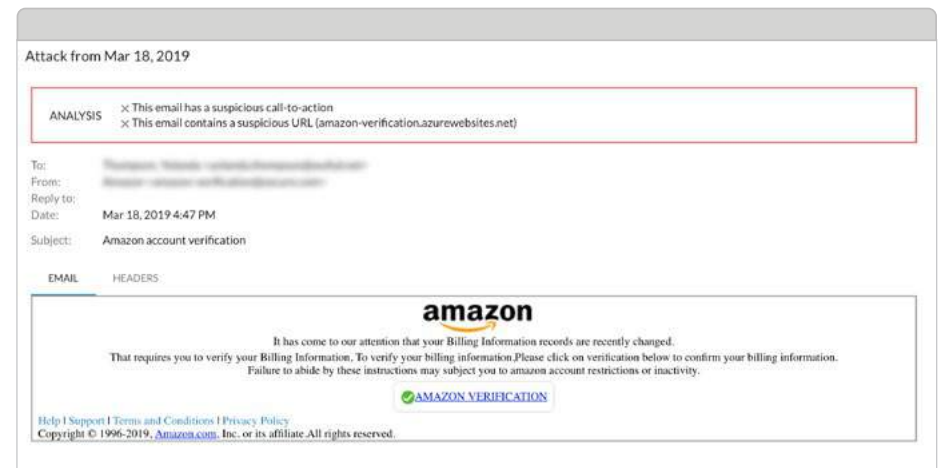 Attack from Mar 18, 2019
ANALYSIS
× This email has a suspicious call-to-action
× This email contains a suspicious URL (amazon-verification.azurewebsites.net)
To:
From:
Reply to:
Date: Mar 18, 2019 4:47 PM
Subject: Amazon account verification
EMAIL HEADERS
amazon
It has come to our attention that your Billing Information records are recently changed.
That requires you to verify your Billing Information, To verify your billing information,Please click on verification below to confirm your billing information.
Failure to abide by these instructions may subject you to amazon account restrictions or inactivity.
AMAZON VERIFICATION
Help | Support | Terms and Conditions | Privacy Policy
Copyright © 1996-2019, Amazon.com, Inc. or its affiliate.All rights reserved.